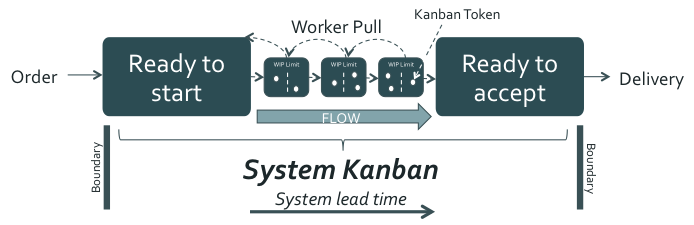 Kanban Token
Worker Pull
Order
Ready to
start
WIP Limit
WIP Limit
WIP Limit
Ready to
accept
Delivery
FLOW
Boundary
Boundary
System Kanban
System lead time